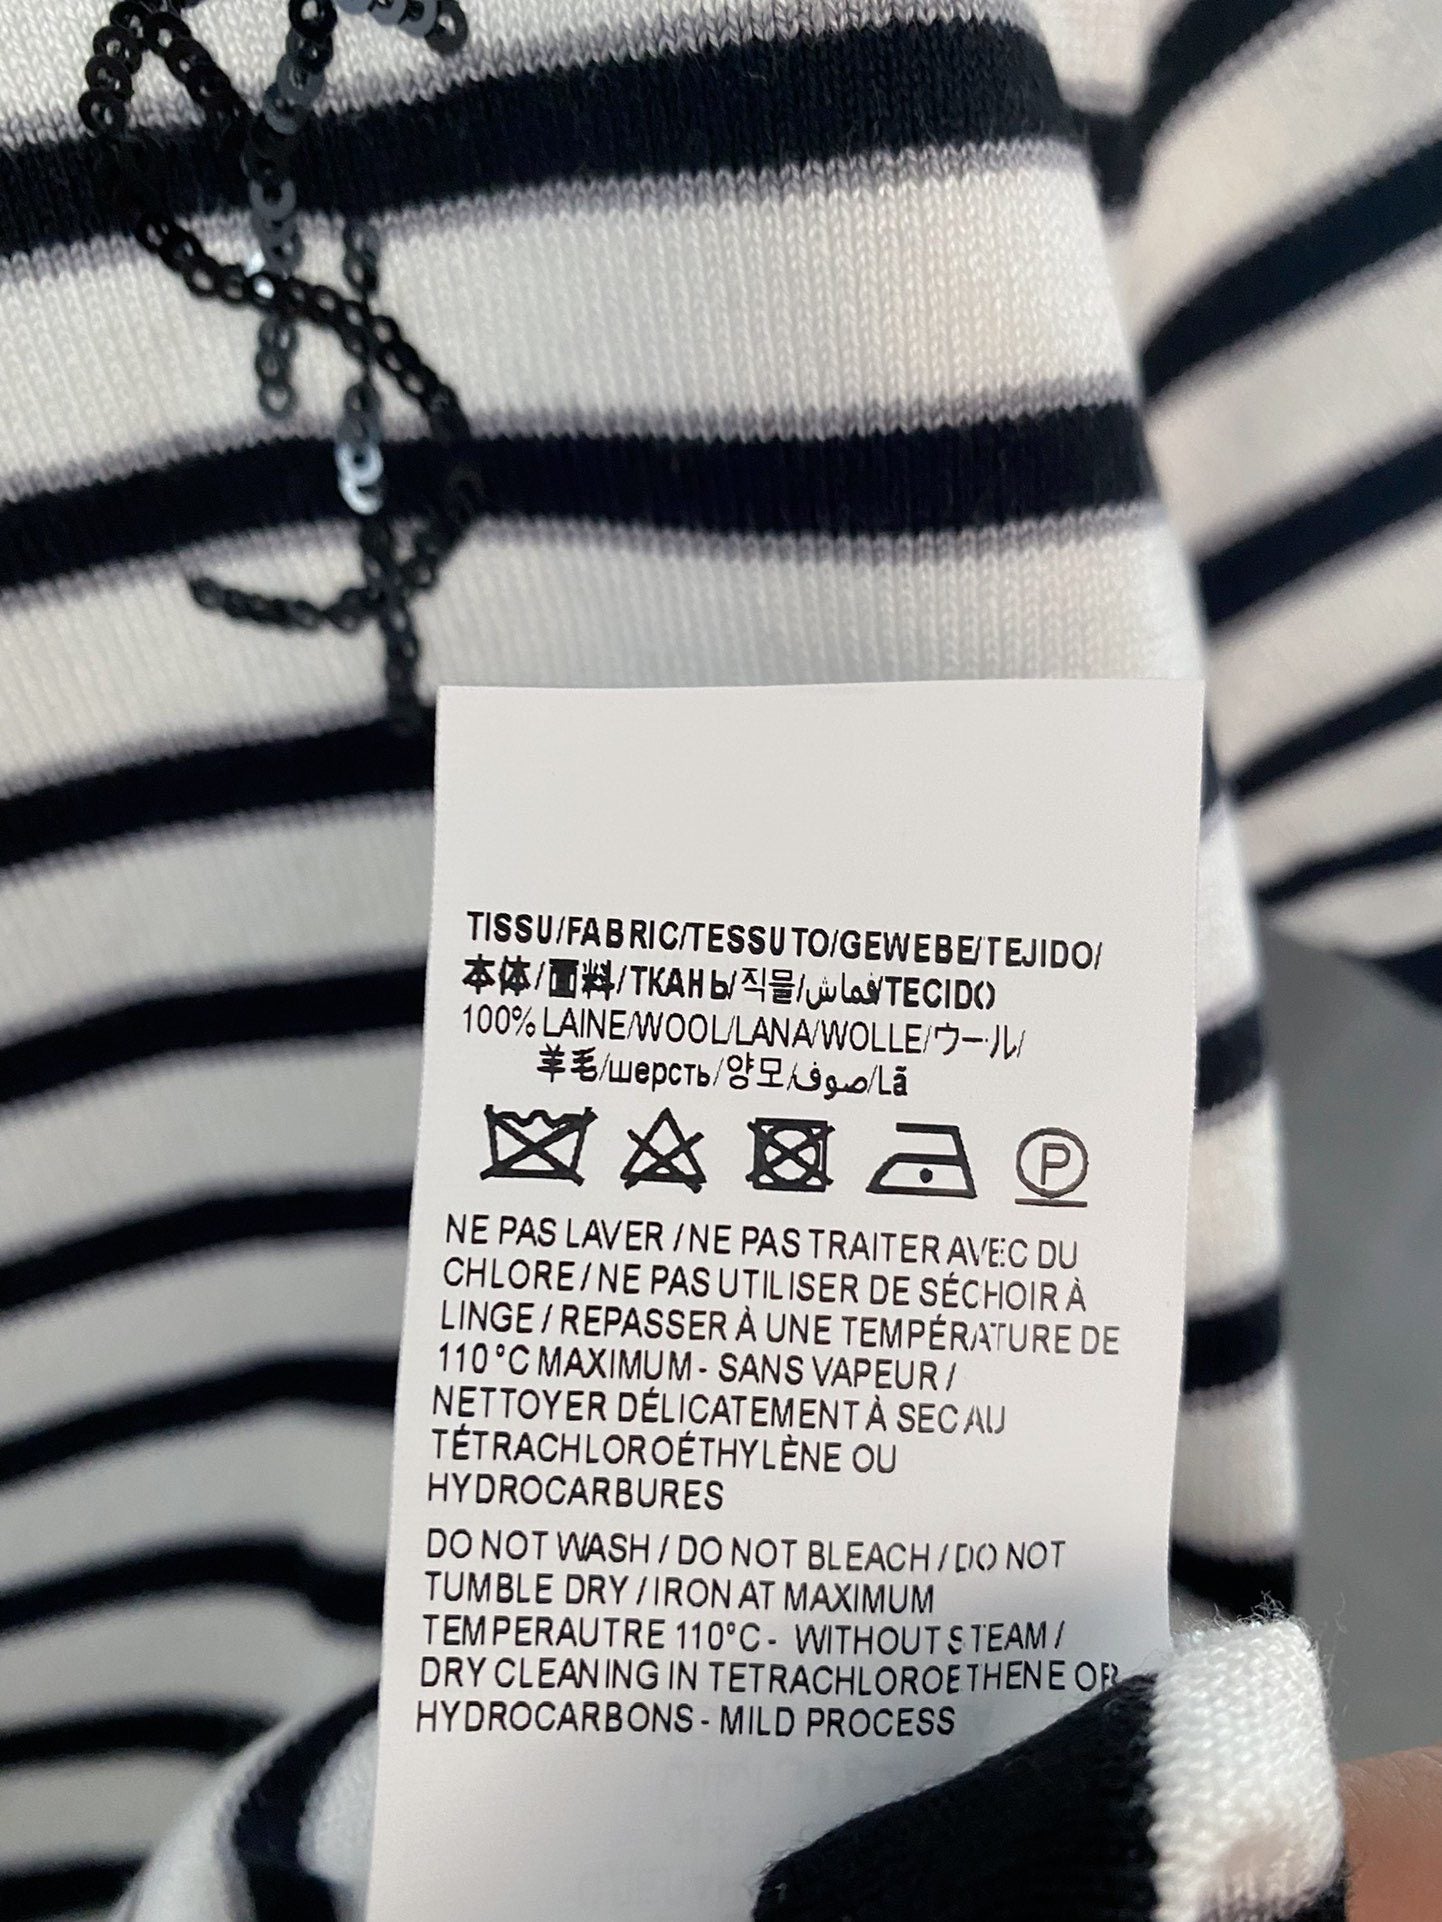 TISSU/FABRIC/TESSUTO/GEWEBE/TEJIDO/
本体/面料/ТКАНЬ/직물/قماش/TECIDO
100% LAINE/WOOL/LANA/WOLLE/ウール/
羊毛/шерсть/양모/صوف/Lã
P
NE PAS LAVER / NE PAS TRAITER AVEC DU
CHLORE / NE PAS UTILISER DE SÉCHOIR À
LINGE / REPASSER À UNE TEMPÉRATURE DE
110 °C MAXIMUM - SANS VAPEUR /
NETTOYER DÉLICATEMENT À SEC AU
TÉTRACHLOROÉTHYLÈNE OU
HYDROCARBURES
DO NOT WASH / DO NOT BLEACH / DO NOT
TUMBLE DRY / IRON AT MAXIMUM
TEMPERAUTRE 110°C - WITHOUT STEAM /
DRY CLEANING IN TETRACHLOROETHENE OR
HYDROCARBONS - MILD PROCESS